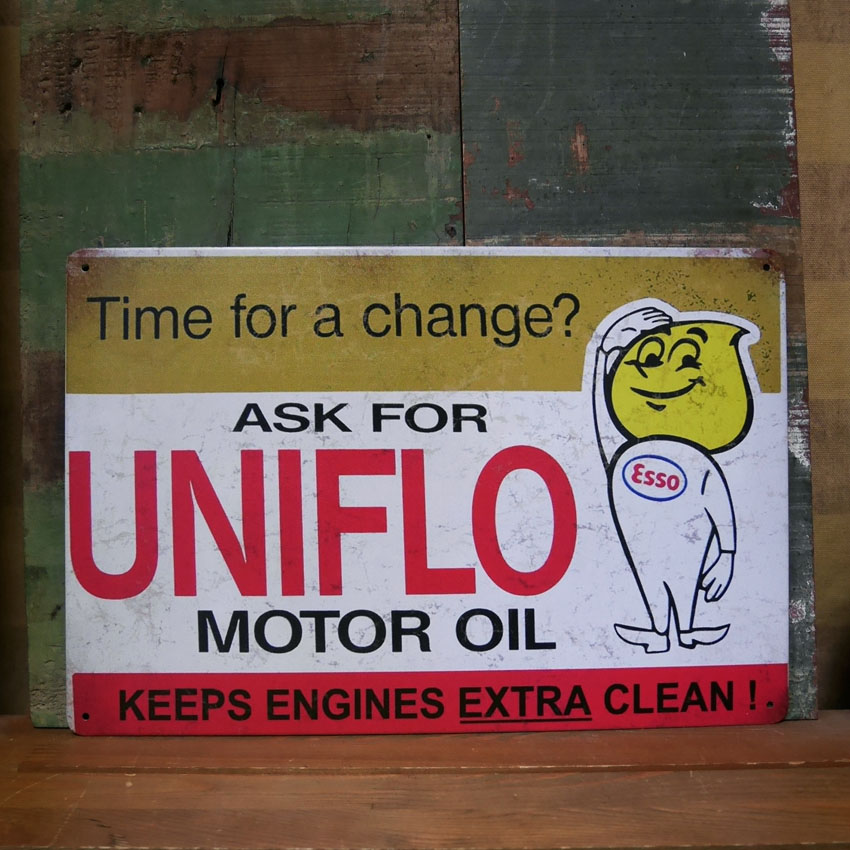 Time for a change?
ASK FOR
UNIFLO
Esso
MOTOR OIL
KEEPS ENGINES EXTRA CLEAN !